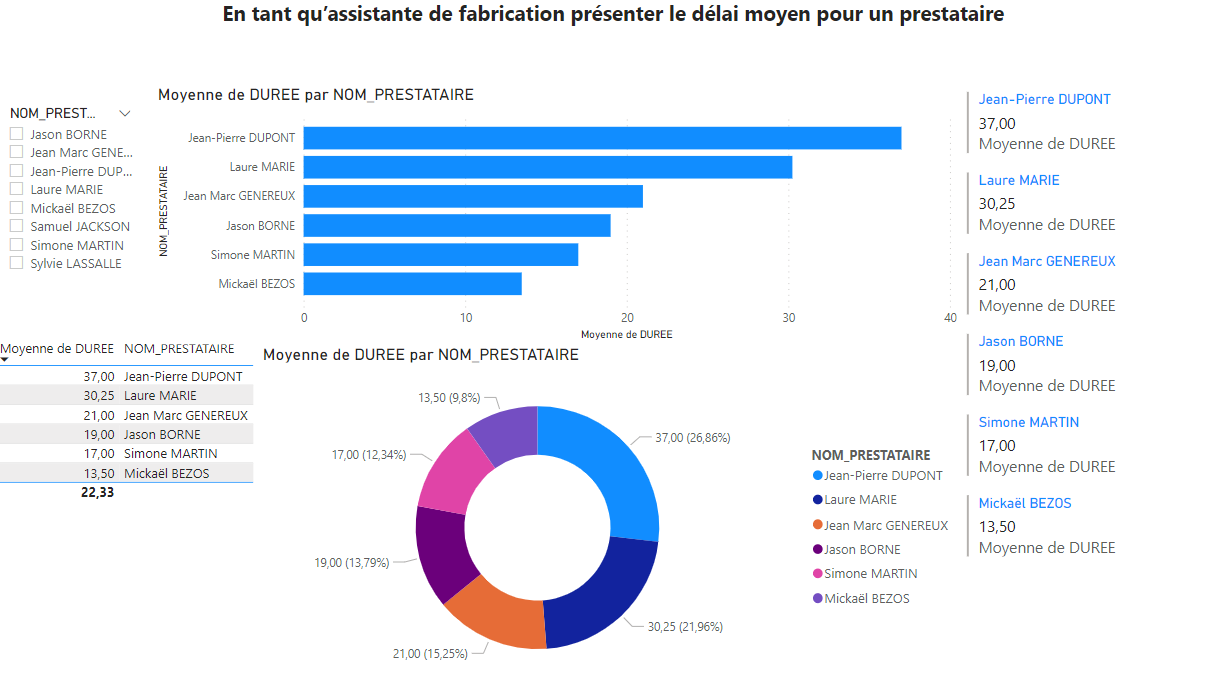 En tant qu’assistante de fabrication présenter le délai moyen pour un prestataire
NOM_PREST...
Jason BORNE
Jean Marc GENE...
Jean-Pierre DUP...
Laure MARIE
Mickaël BEZOS
Samuel JACKSON
Simone MARTIN
Sylvie LASSALLE
Moyenne de DUREE par NOM_PRESTATAIRE
NOM_PRESTATAIRE
Jean-Pierre DUPONT
Laure MARIE
Jean Marc GENEREUX
Jason BORNE
Simone MARTIN
Mickaël BEZOS
0 10 20 30 40
Moyenne de DUREE
Jean-Pierre DUPONT
37,00
Moyenne de DUREE
Laure MARIE
30,25
Moyenne de DUREE
Jean Marc GENEREUX
21,00
Moyenne de DUREE
Jason BORNE
19,00
Moyenne de DUREE
Simone MARTIN
17,00
Moyenne de DUREE
Mickaël BEZOS
13,50
Moyenne de DUREE
Moyenne de DUREE NOM_PRESTATAIRE
37,00 Jean-Pierre DUPONT
30,25 Laure MARIE
21,00 Jean Marc GENEREUX
19,00 Jason BORNE
17,00 Simone MARTIN
13,50 Mickaël BEZOS
22,33
Moyenne de DUREE par NOM_PRESTATAIRE
13,50 (9,8%)
37,00 (26,86%)
17,00 (12,34%)
19,00 (13,79%)
30,25 (21,96%)
21,00 (15,25%)
NOM_PRESTATAIRE
Jean-Pierre DUPONT
Laure MARIE
Jean Marc GENEREUX
Jason BORNE
Simone MARTIN
Mickaël BEZOS